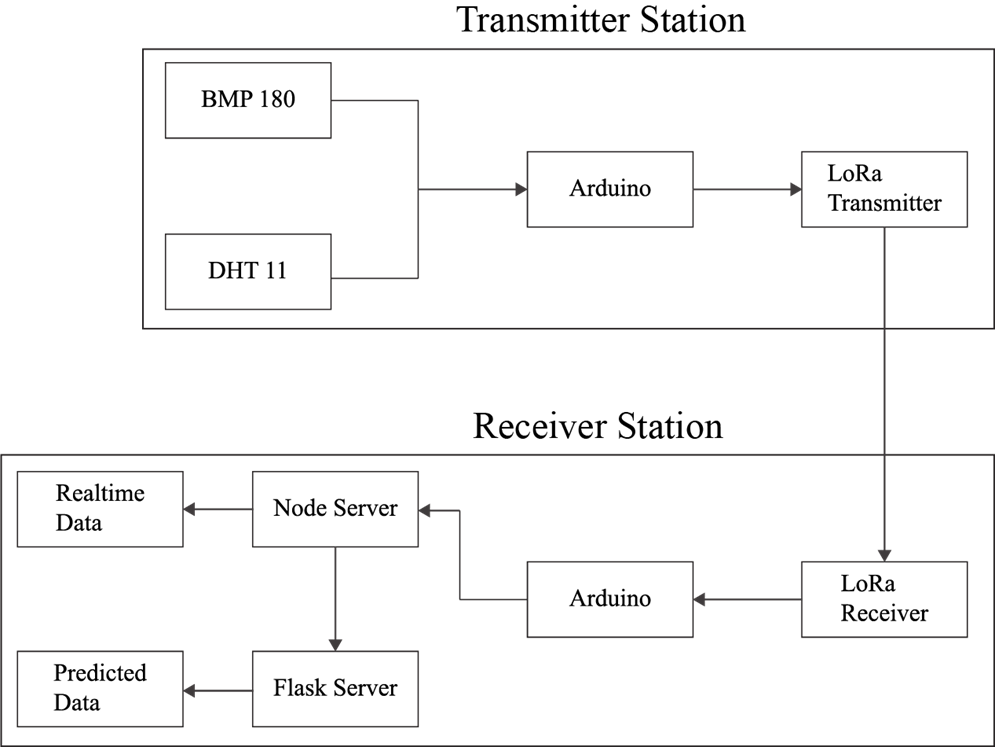 Transmitter Station
BMP 180
Arduino
LoRa
Transmitter
DHT 11
Receiver Station
Realtime
Data
Node Server
Arduino
LoRa
Receiver
Predicted
Data
Flask Server